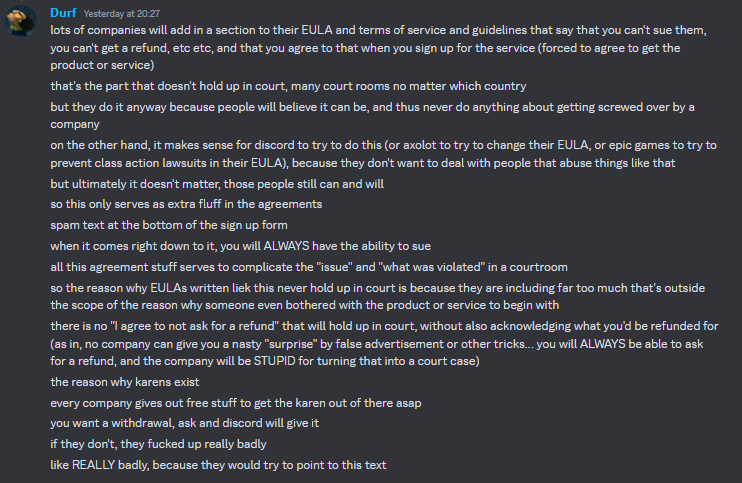 Durf Yesterday at 20:27
lots of companies will add in a section to their EULA and terms of service and guidelines that say that you can't sue them,
you can't get a refund, etc etc, and that you agree to that when you sign up for the service (forced to agree to get the
product or service)
that's the part that doesn't hold up in court, many court rooms no matter which country
but they do it anyway because people will believe it can be, and thus never do anything about getting screwed over by a
company
on the other hand, it makes sense for discord to try to do this (or axolot to try to change their EULA, or epic games to try to
prevent class action lawsuits in their EULA), because they don't want to deal with people that abuse things like that
but ultimately it doesn't matter, those people still can and will
so this only serves as extra fluff in the agreements
spam text at the bottom of the sign up form
when it comes right down to it, you will ALWAYS have the ability to sue
all this agreement stuff serves to complicate the "issue" and "what was violated" in a courtroom
so the reason why EULAs written liek this never hold up in court is because they are including far too much that's outside
the scope of the reason why someone even bothered with the product or service to begin with
there is no "I agree to not ask for a refund" that will hold up in court, without also acknowledging what you'd be refunded for
(as in, no company can give you a nasty "surprise" by false advertisement or other tricks... you will ALWAYS be able to ask
for a refund, and the company will be STUPID for turning that into a court case)
the reason why karens exist
every company gives out free stuff to get the karen out of there asap
you want a withdrawal, ask and discord will give it
if they don't, they fucked up really badly
like REALLY badly, because they would try to point to this text